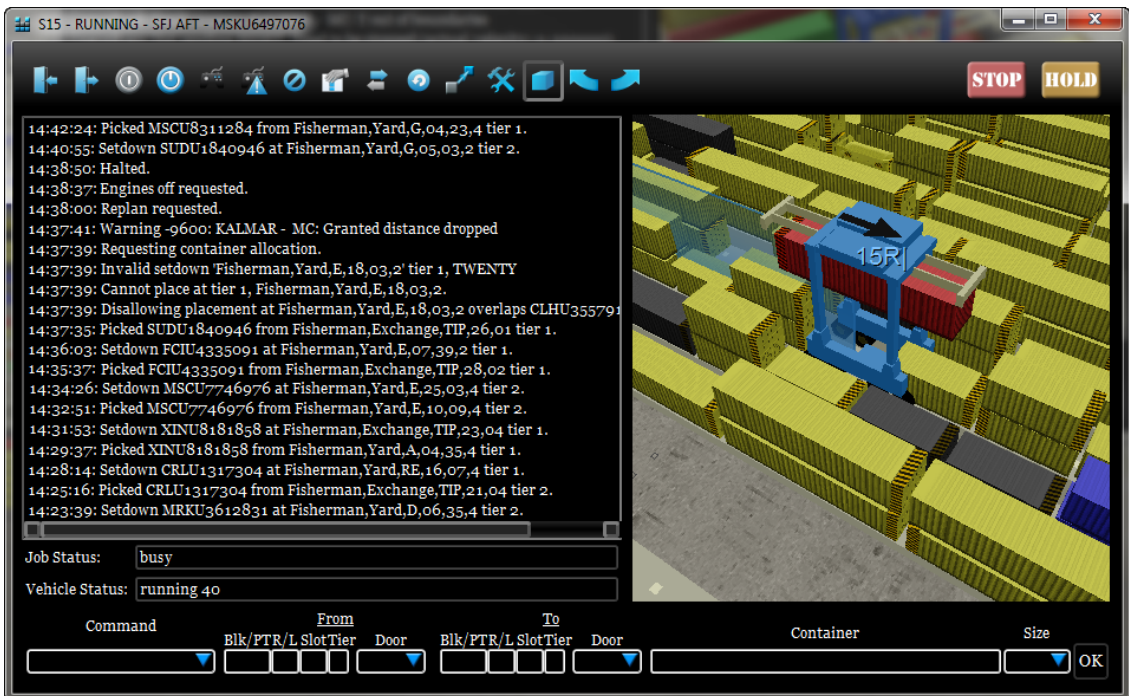 S15 - RUNNING - SFJ AFT - MSKU6497076
STOP HOLD
14:42:24: Picked MSCU8311284 from Fisherman,Yard,G,04,23,4 tier 1.
14:40:55: Setdown SUDU1840946 at Fisherman,Yard,G,05,03,2 tier 2.
14:38:50: Halted.
14:38:37: Engines off requested.
14:38:00: Replan requested.
14:37:41: Warning -9600: KALMAR - MC: Granted distance dropped
14:37:39: Requesting container allocation.
14:37:39: Invalid setdown 'Fisherman,Yard,E,18,03,2' tier 1, TWENTY
14:37:39: Cannot place at tier 1, Fisherman,Yard,E,18,03,2.
14:37:39: Disallowing placement at Fisherman,Yard,E,18,03,2 overlaps CLHU355791
14:37:35: Picked SUDU1840946 from Fisherman,Exchange,TIP,26,01 tier 1.
14:36:03: Setdown FCIU4335091 at Fisherman,Yard,E,07,39,2 tier 1.
14:35:37: Picked FCIU4335091 from Fisherman,Exchange,TIP,28,02 tier 1.
14:34:26: Setdown MSCU7746976 at Fisherman,Yard,E,25,03,4 tier 2.
14:32:51: Picked MSCU7746976 from Fisherman,Yard,E,10,09,4 tier 2.
14:31:53: Setdown XINU8181858 at Fisherman,Exchange,TIP,23,04 tier 1.
14:29:37: Picked XINU8181858 from Fisherman,Yard,A,04,35,4 tier 1.
14:28:14: Setdown CRLU1317304 at Fisherman,Yard,RE,16,07,4 tier 1.
14:25:16: Picked CRLU1317304 from Fisherman,Exchange,TIP,21,04 tier 2.
14:23:39: Setdown MRKU3612831 at Fisherman,Yard,D,06,35,4 tier 2.
15R|
Job Status: busy
Vehicle Status: running 40
Command From To Container Size
Blk/PTR/L Slot Tier Door Blk/PTR/L Slot Tier Door
OK